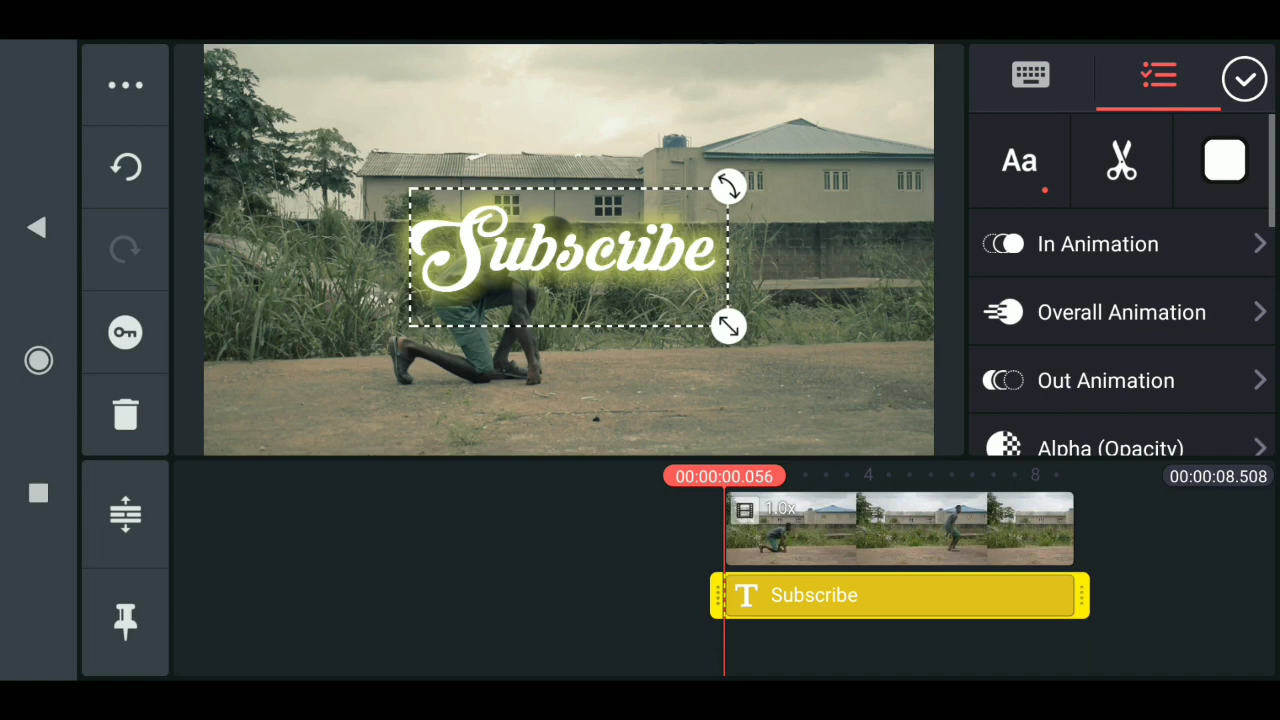 Aa
In Animation
Overall Animation
Out Animation
Alpha (Opacity)
Subscribe
00:00:00.056
4
8
00:00:08.508
1.0x
T Subscribe